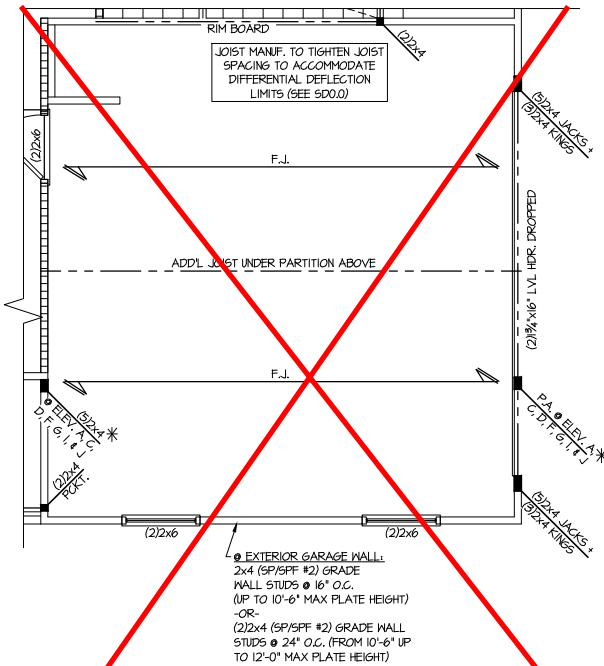 RIM BOARD
(2)2x4
JOIST MANUF. TO TIGHTEN JOIST
SPACING TO ACCOMMODATE
DIFFERENTIAL DEFLECTION
LIMITS (SEE SD0.0)
(5)2x4 JACKS +
(3)2x4 KINGS
(2)2x6
F.J.
(2)1¾"x16" LVL HDR. DROPPED
ADD'L JOIST UNDER PARTITION ABOVE
F.J.
(5)2x4 *
@ ELEV. A, C,
D, F, G, I, & J
P.A. @ ELEV. A, *
C, D, F, G, I, & J
(2)2x4
PCKT.
(5)2x4 JACKS +
(3)2x4 KINGS
(2)2x6
(2)2x6
@ EXTERIOR GARAGE WALL:
2x4 (SP/SPF #2) GRADE
WALL STUDS @ 16" O.C.
(UP TO 10'-6" MAX PLATE HEIGHT)
-OR-
(2)2x4 (SP/SPF #2) GRADE WALL
STUDS @ 24" O.C. (FROM 10'-6" UP
TO 12'-0" MAX PLATE HEIGHT)